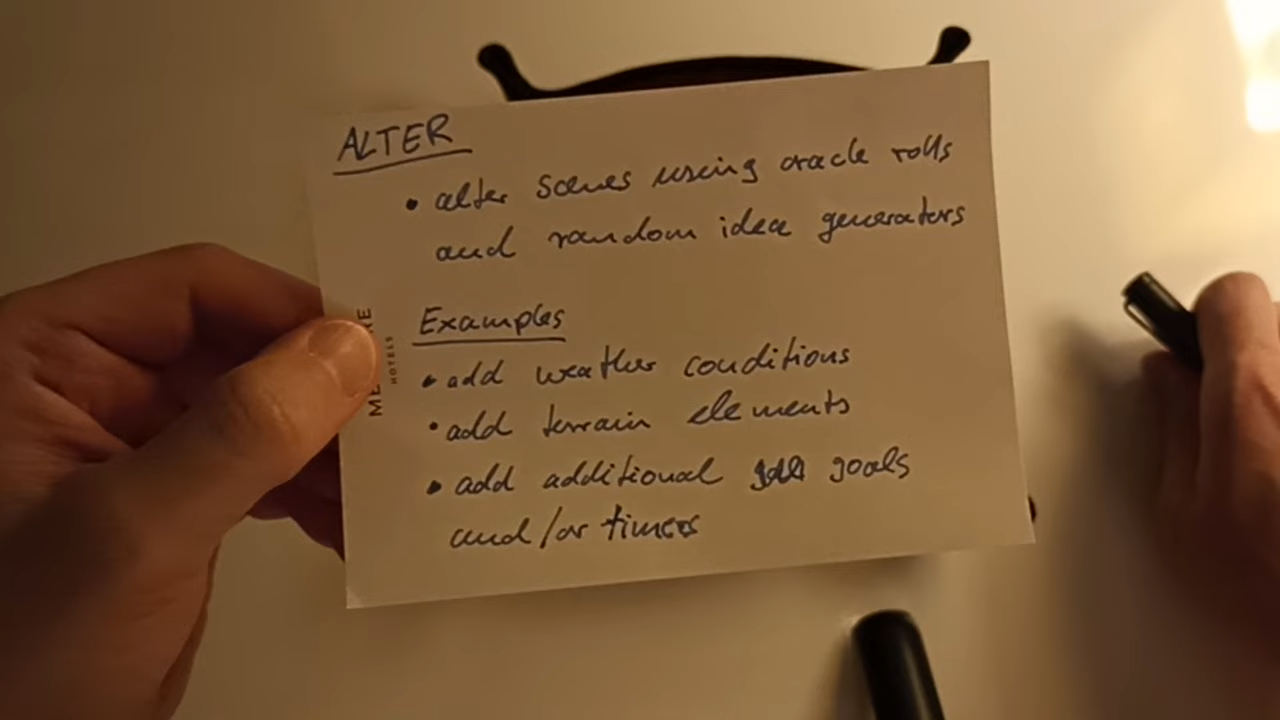 ALTER
• alter scenes using oracle rolls
and random idea generators
Examples
• add weather conditions
• add terrain elements
• add additional goals
and/or timers
HOTELS